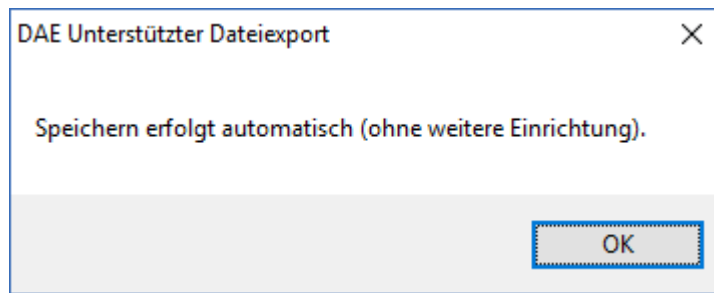 DAE Unterstützter Dateiexport
Speichern erfolgt automatisch (ohne weitere Einrichtung).
OK